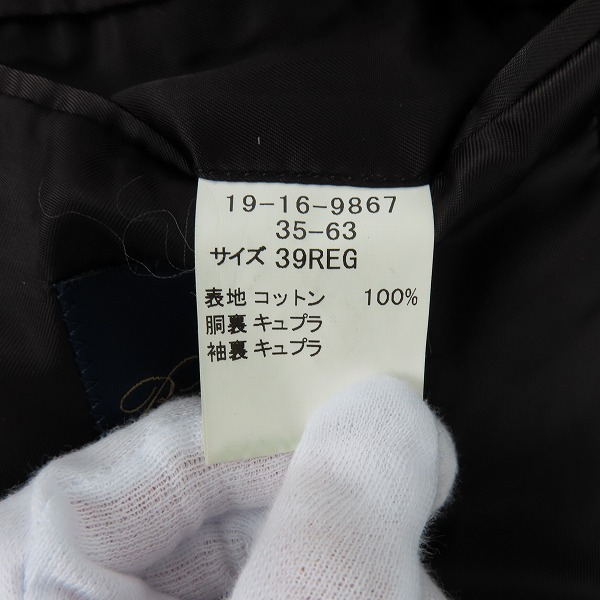 19-16-9867
35-63
サイズ 39REG
表地 コットン 100%
胴裏 キュプラ
袖裏 キュプラ